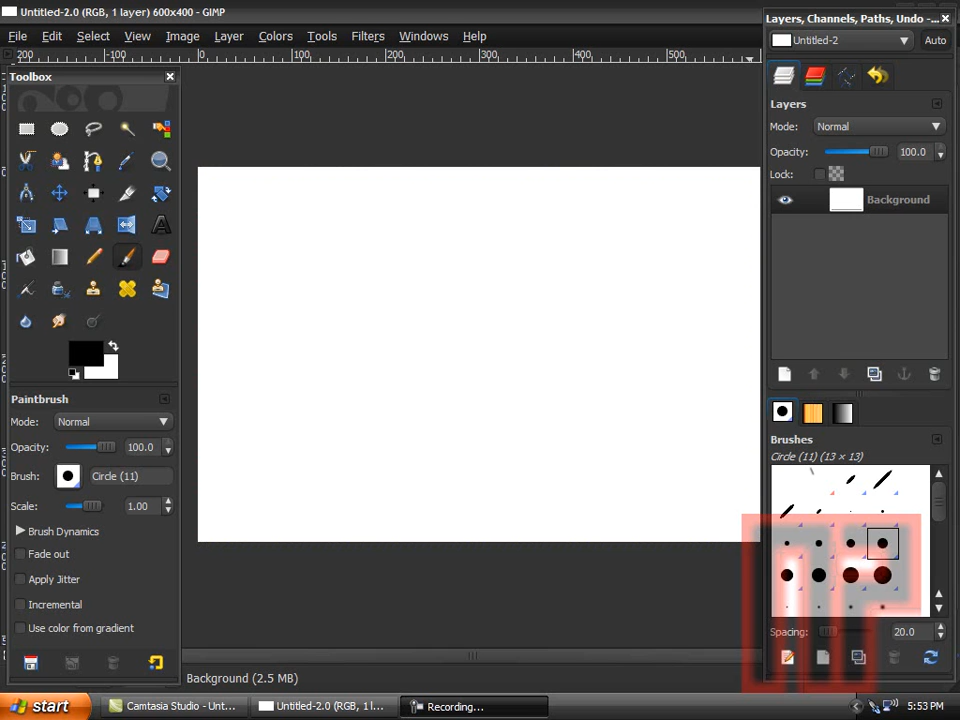 Untitled-2.0 (RGB, 1 layer) 600x400 - GIMP
File Edit Select View Image Layer Colors Tools Filters Windows Help
Layers, Channels, Paths, Undo -...
Untitled-2 Auto
200 -100 0 100 200 300 400 500
Toolbox
Layers
Mode: Normal
Opacity: 100.0
Lock:
Background
Paintbrush
Mode: Normal
Opacity: 100.0
Brush: Circle (11)
Scale: 1.00
Brush Dynamics
Fade out
Apply Jitter
Incremental
Use color from gradient
Brushes
Circle (11) (13 × 13)
Spacing: 20.0
Background (2.5 MB)
start Camtasia Studio - Unt... Untitled-2.0 (RGB, 1 l... Recording... 5:53 PM